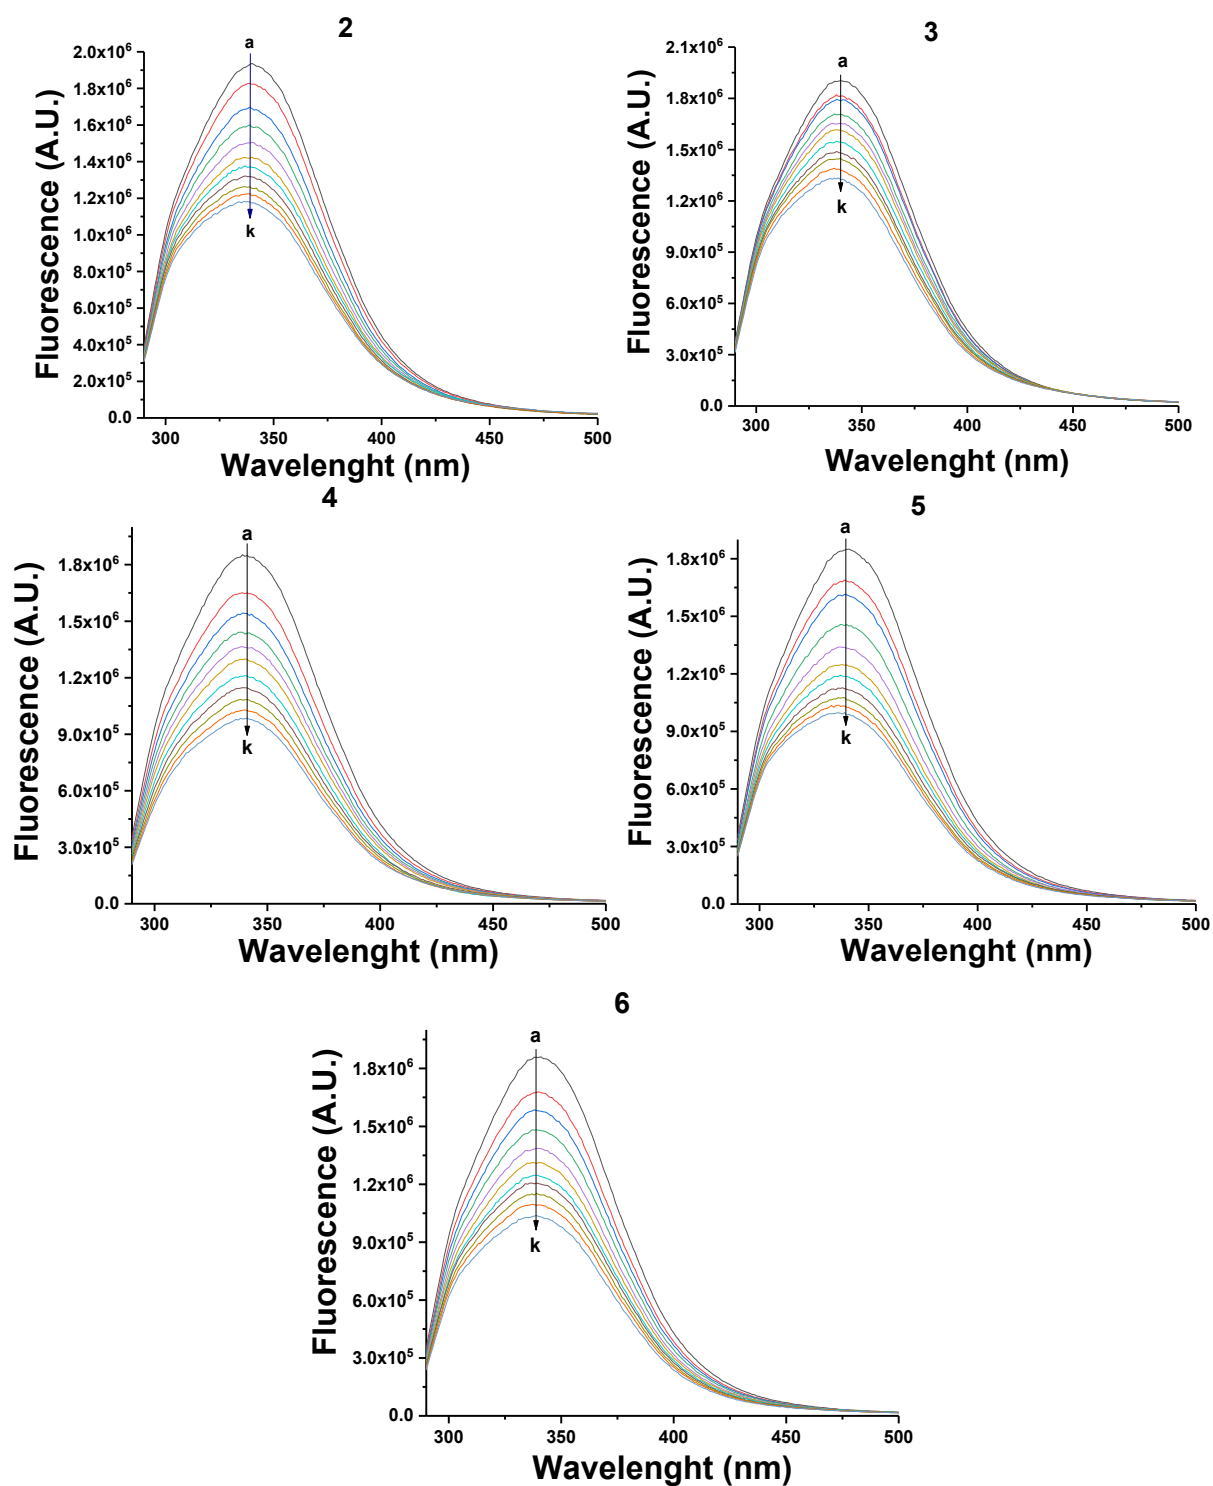 2
a
2.0x10⁶
1.8x10⁶
1.6x10⁶
1.4x10⁶
1.2x10⁶
1.0x10⁶
8.0x10⁵
6.0x10⁵
4.0x10⁵
2.0x10⁵
0.0
k
Fluorescence (A.U.)
300 350 400 450 500
Wavelenght (nm)
3
a
2.1x10⁶
1.8x10⁶
1.5x10⁶
1.2x10⁶
9.0x10⁵
6.0x10⁵
3.0x10⁵
0.0
k
Fluorescence (A.U.)
300 350 400 450 500
Wavelenght (nm)
4
a
1.8x10⁶
1.5x10⁶
1.2x10⁶
9.0x10⁵
6.0x10⁵
3.0x10⁵
0.0
k
Fluorescence (A.U.)
300 350 400 450 500
Wavelenght (nm)
5
a
1.8x10⁶
1.5x10⁶
1.2x10⁶
9.0x10⁵
6.0x10⁵
3.0x10⁵
0.0
k
Fluorescence (A.U.)
300 350 400 450 500
Wavelenght (nm)
6
a
1.8x10⁶
1.5x10⁶
1.2x10⁶
9.0x10⁵
6.0x10⁵
3.0x10⁵
0.0
k
Fluorescence (A.U.)
300 350 400 450 500
Wavelenght (nm)